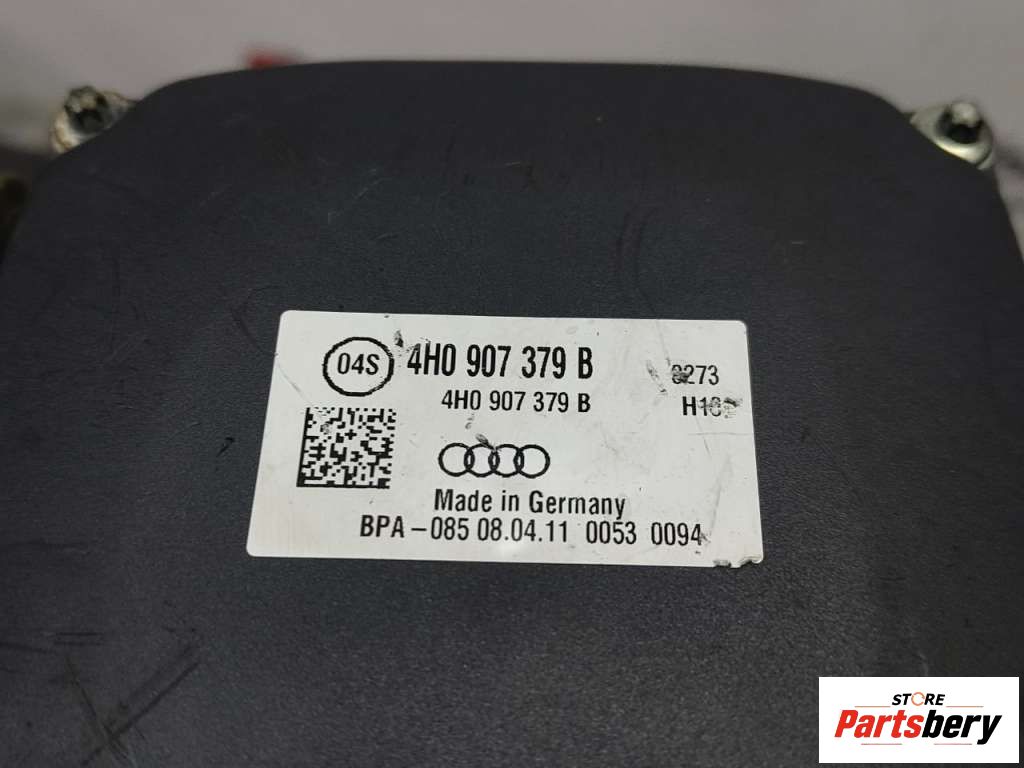 04S
4H0 907 379 B
4H0 907 379 B
Made in Germany
BPA-085 08.04.11 0053 0094
STORE
Partsbery